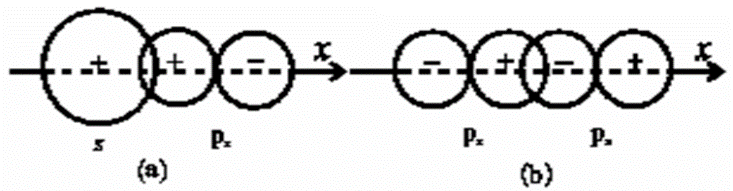 + + − x − + − + x
s pₓ pₓ pₓ
(a) (b)